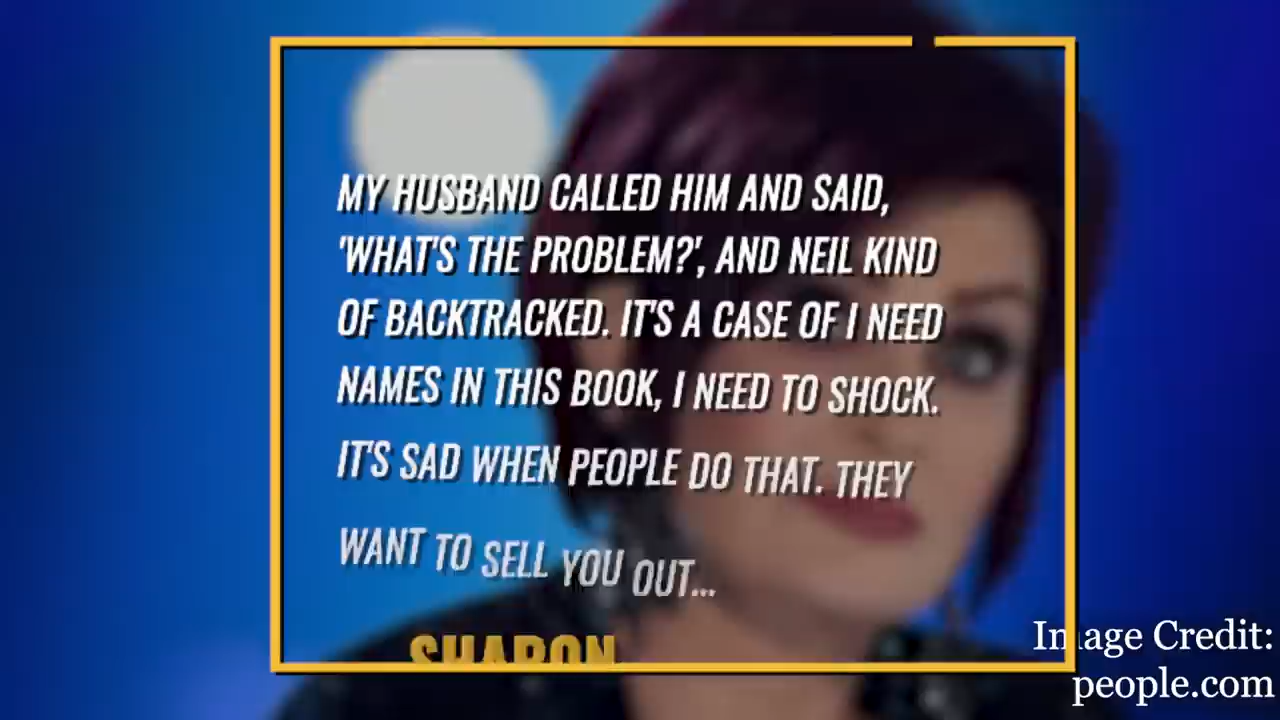 MY HUSBAND CALLED HIM AND SAID,
'WHAT'S THE PROBLEM?', AND NEIL KIND
OF BACKTRACKED. IT'S A CASE OF I NEED
NAMES IN THIS BOOK, I NEED TO SHOCK.
IT'S SAD WHEN PEOPLE DO THAT. THEY
WANT TO SELL YOU OUT...
SHARON
Image Credit:
people.com